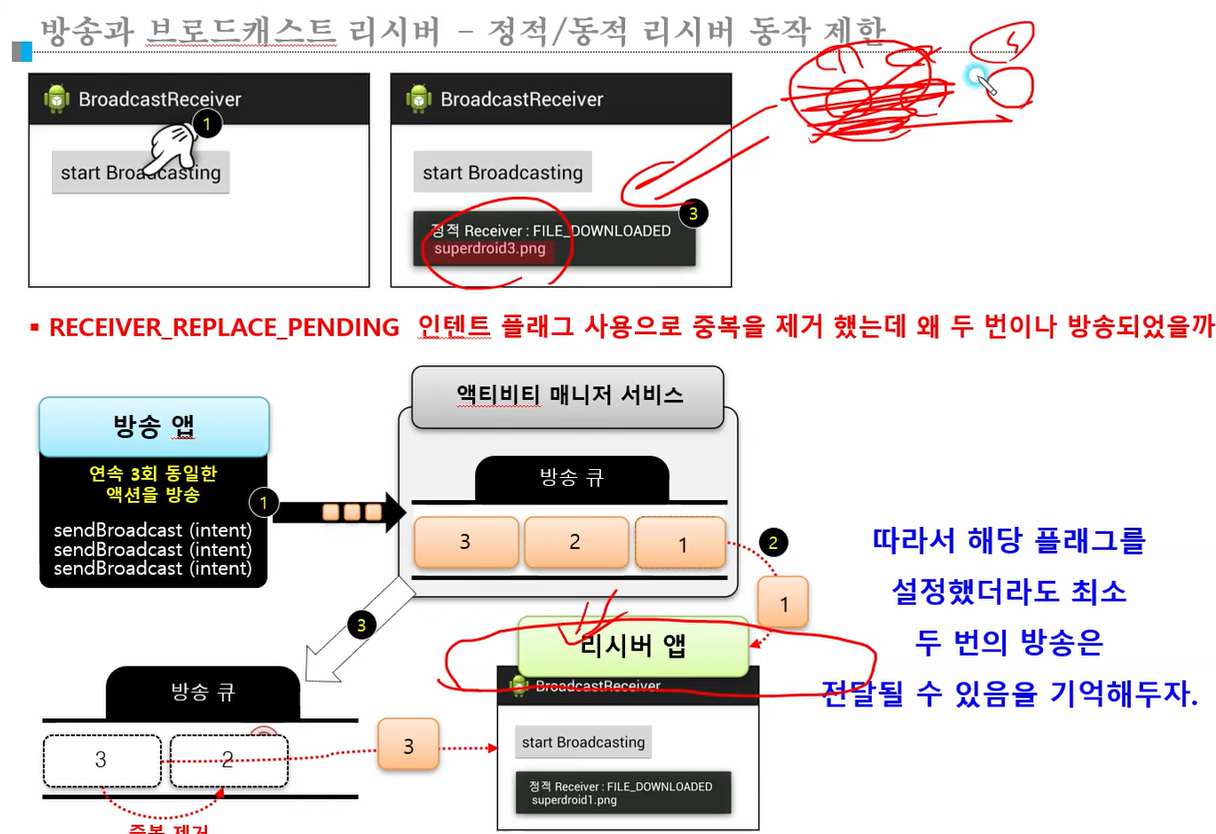 방송과 브로드캐스트 리시버 – 정적/동적 리시버 동작 제한
BroadcastReceiver
1
start Broadcasting
BroadcastReceiver
start Broadcasting
3
정적 Receiver : FILE_DOWNLOADED
superdroid3.png
▪ RECEIVER_REPLACE_PENDING 인텐트 플래그 사용으로 중복을 제거 했는데 왜 두 번이나 방송되었을까
방송 앱
연속 3회 동일한
액션을 방송
sendBroadcast (intent)
sendBroadcast (intent)
sendBroadcast (intent)
1
액티비티 매니저 서비스
방송 큐
3
2
1
2
1
3
방송 큐
3
2
중복 제거
3
리시버 앱
BroadcastReceiver
start Broadcasting
정적 Receiver : FILE_DOWNLOADED
superdroid1.png
따라서 해당 플래그를
설정했더라도 최소
두 번의 방송은
전달될 수 있음을 기억해두자.